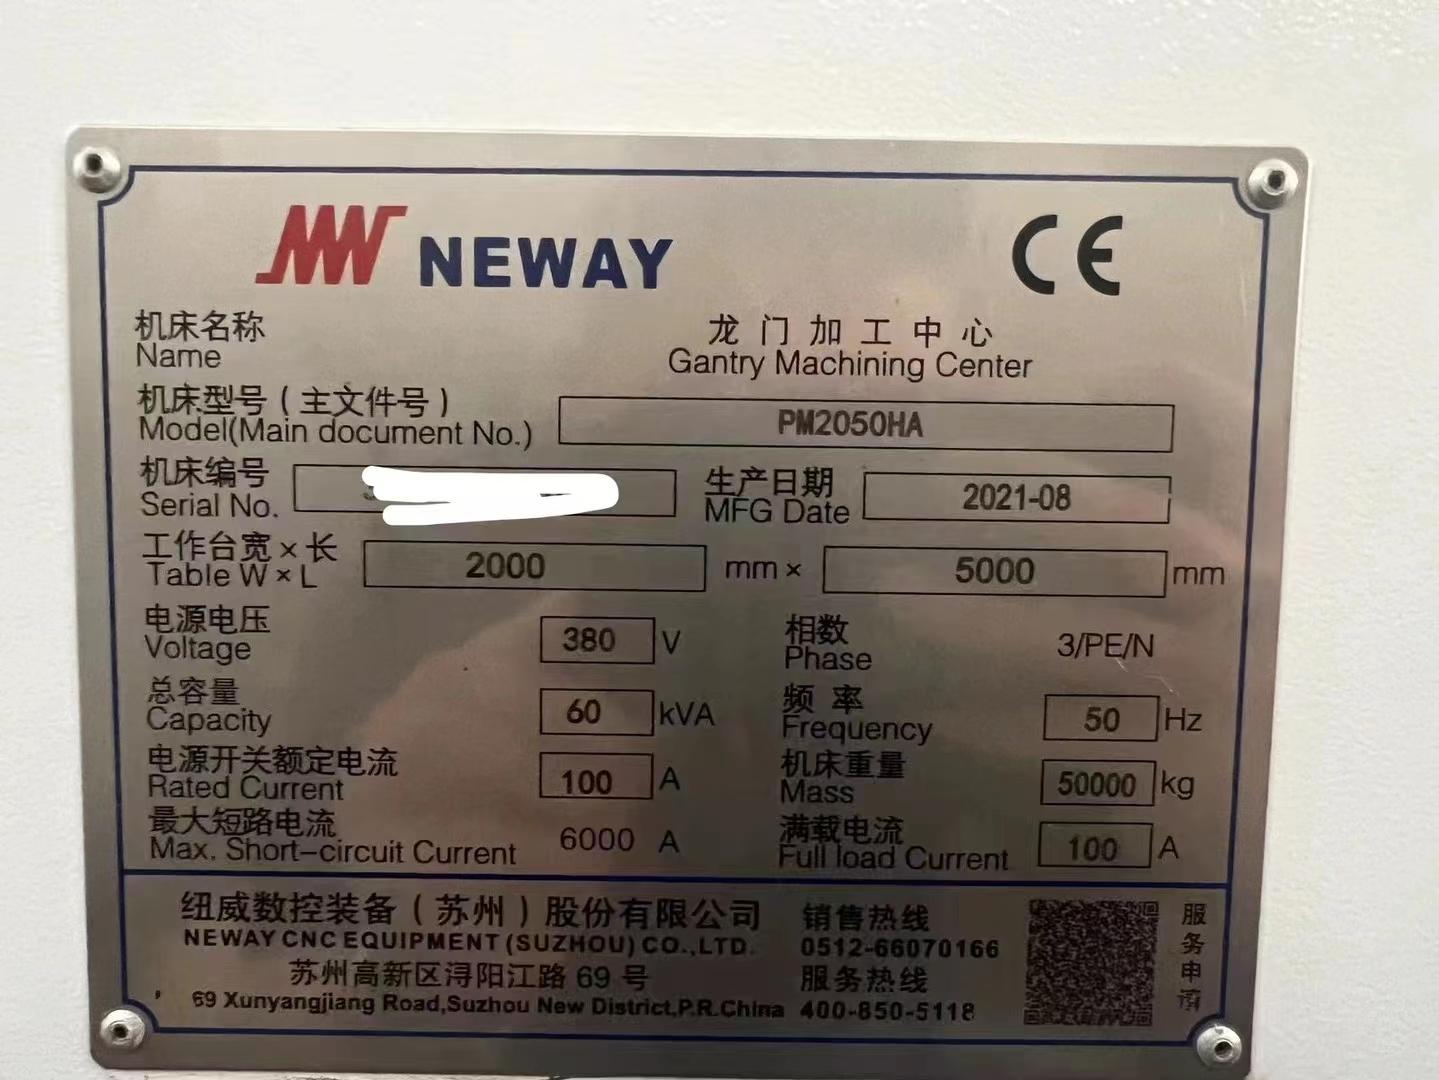 NEWAY CE
机床名称 龙门加工中心
Name Gantry Machining Center
机床型号(主文件号) PM2050HA
Model(Main document No.)
机床编号 生产日期 2021-08
Serial No. MFG Date
工作台宽×长 2000 mm× 5000 mm
Table W×L
电源电压 380 V 相数 3/PE/N
Voltage Phase
总容量 60 kVA 频率 50 Hz
Capacity Frequency
电源开关额定电流 100 A 机床重量 50000 kg
Rated Current Mass
最大短路电流 6000 A 满载电流 100 A
Max. Short-circuit Current Full load Current
纽威数控装备(苏州)股份有限公司 销售热线
NEWAY CNC EQUIPMENT(SUZHOU)CO.,LTD. 0512-66070166
苏州高新区浔阳江路69号 服务热线
69 Xunyangjiang Road,Suzhou New District,P.R.China 400-850-5118
服务申请